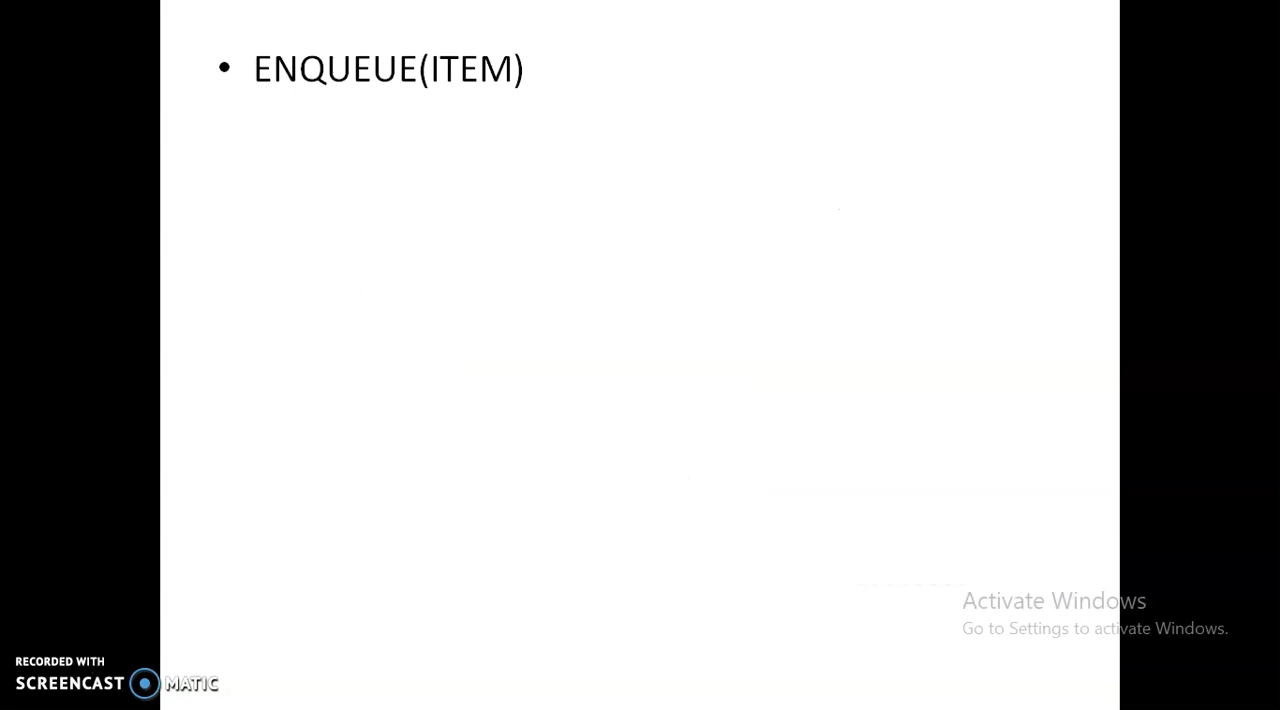 • ENQUEUE(ITEM)
Activate Windows
Go to Settings to activate Windows.
RECORDED WITH
SCREENCAST MATIC